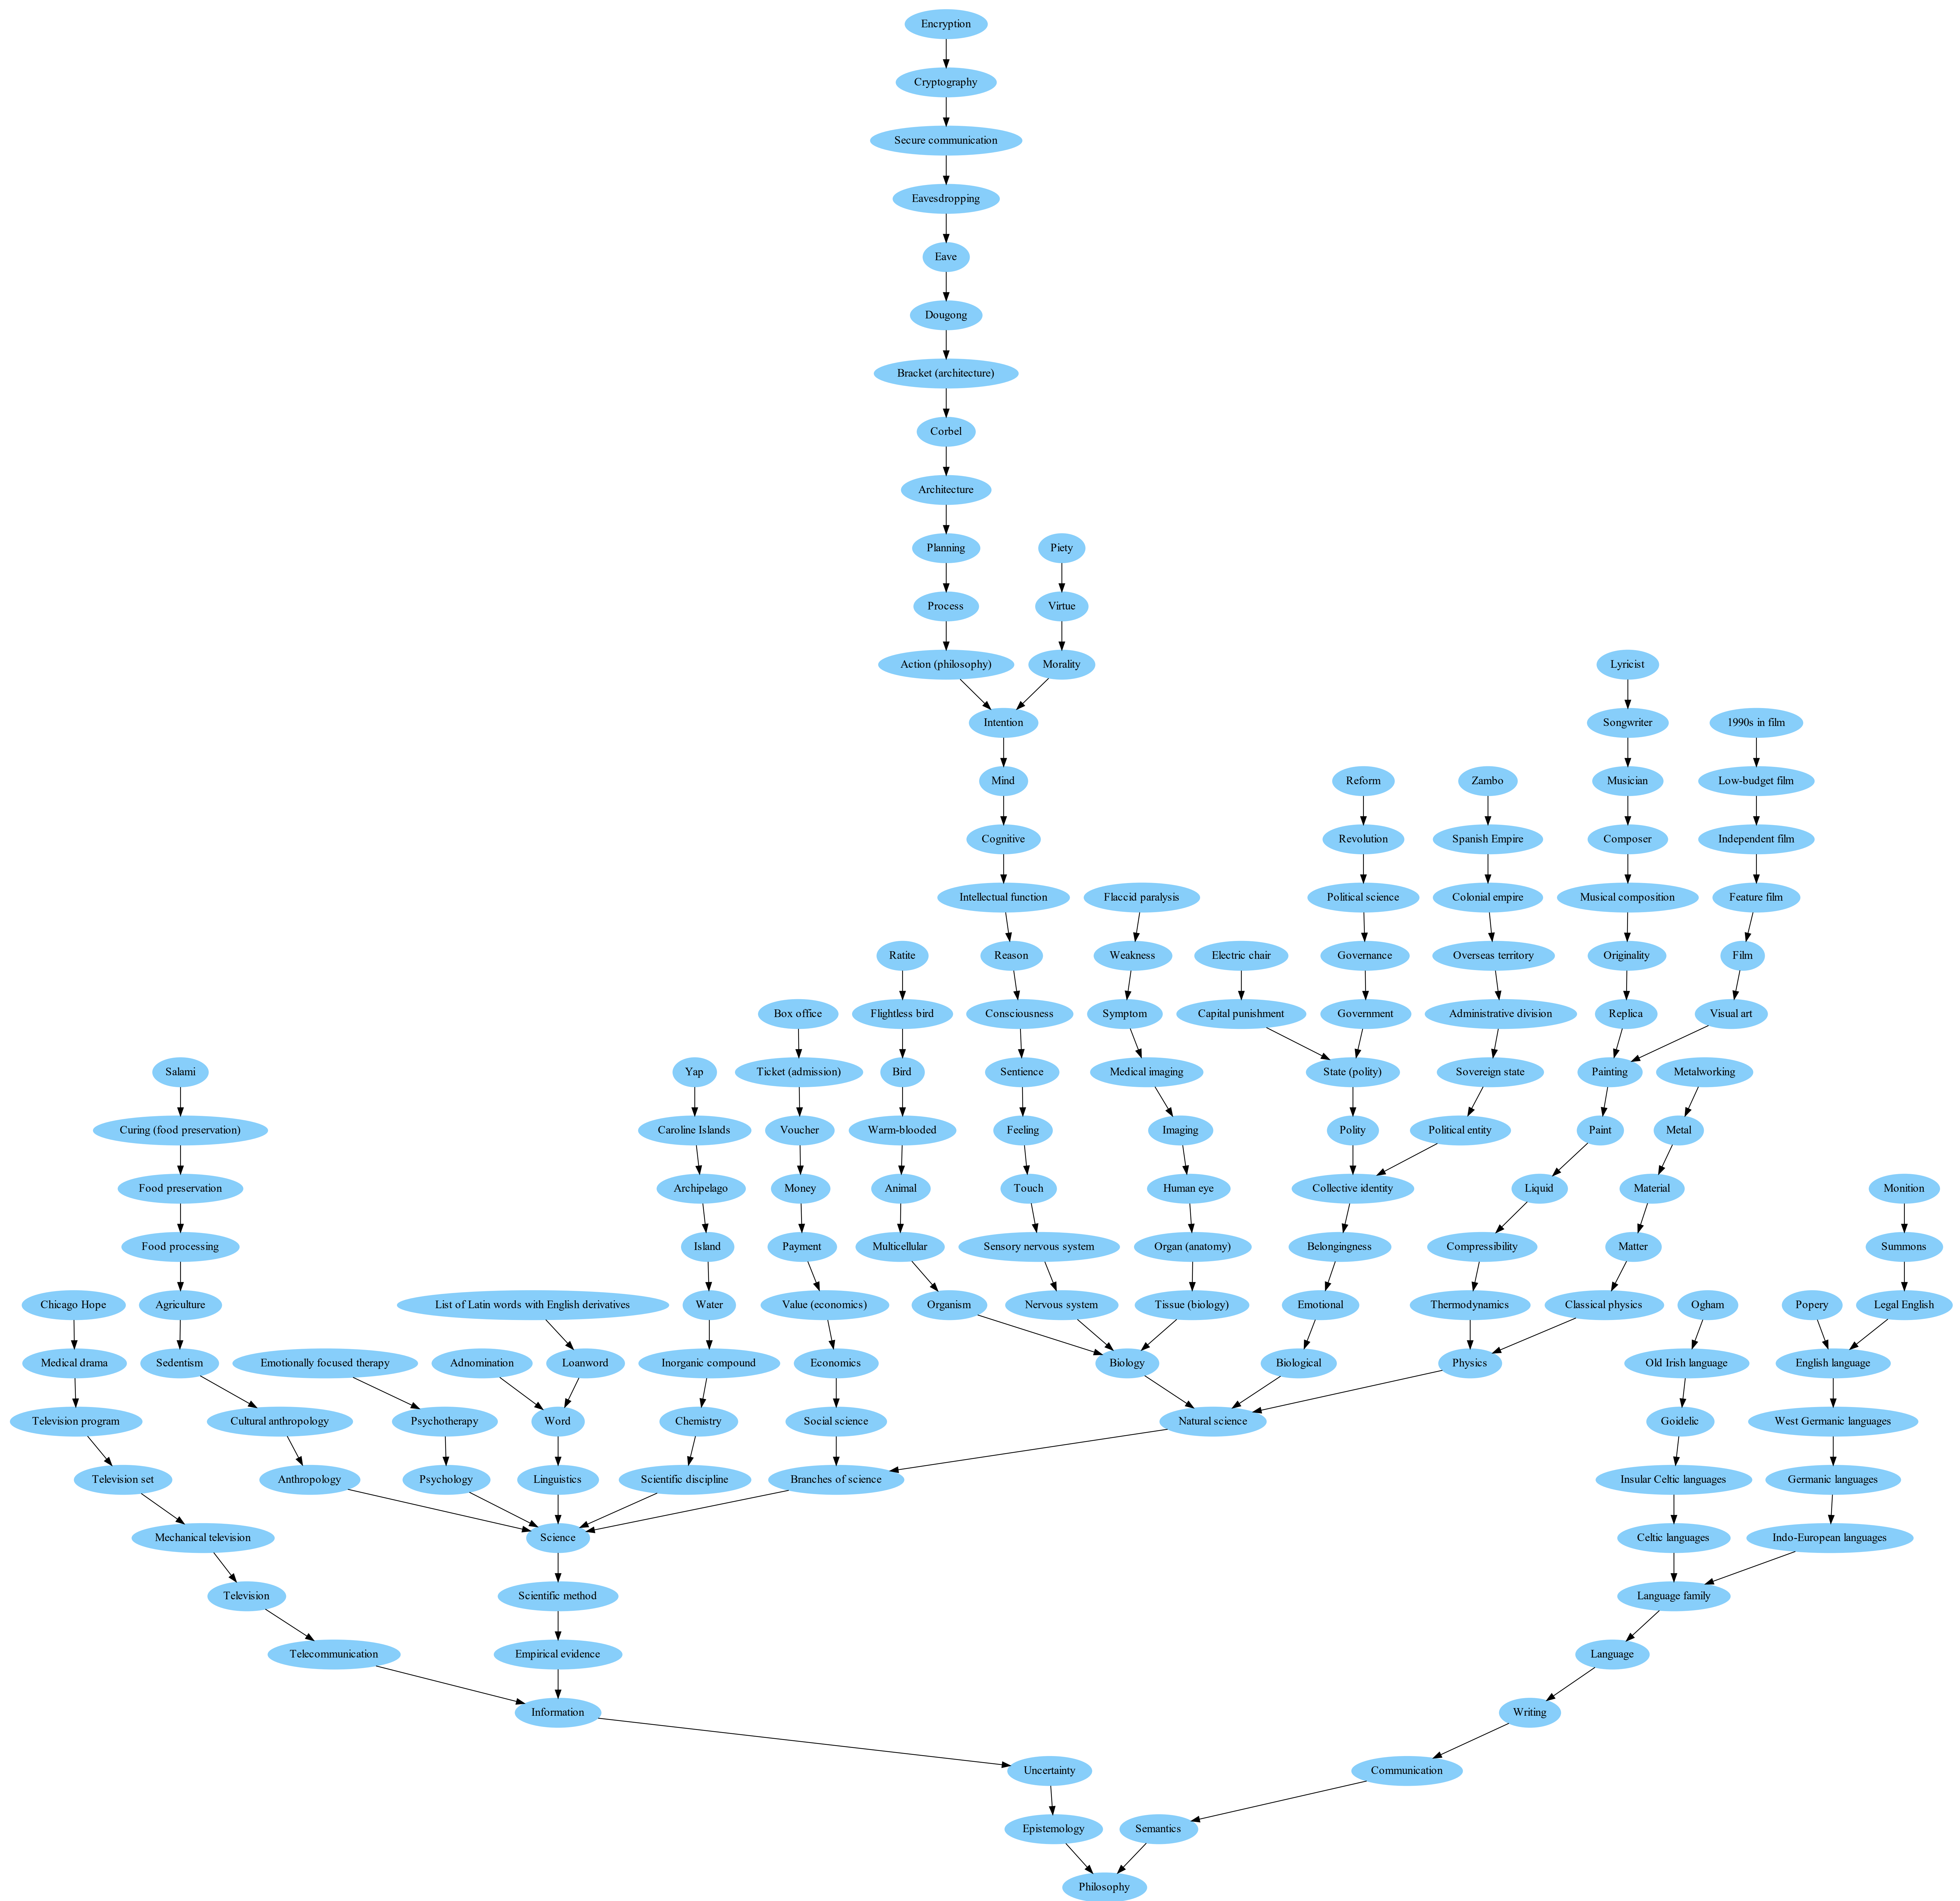 Encryption
Cryptography
Secure communication
Eavesdropping
Eave
Dougong
Bracket (architecture)
Corbel
Architecture
Planning
Piety
Process
Virtue
Action (philosophy)
Morality
Lyricist
Intention
Songwriter
1990s in film
Mind
Reform
Zambo
Musician
Low-budget film
Cognitive
Revolution
Spanish Empire
Composer
Independent film
Intellectual function
Flaccid paralysis
Political science
Colonial empire
Musical composition
Feature film
Ratite
Reason
Weakness
Electric chair
Governance
Overseas territory
Originality
Film
Box office
Flightless bird
Consciousness
Symptom
Capital punishment
Government
Administrative division
Replica
Visual art
Salami
Yap
Ticket (admission)
Bird
Sentience
Medical imaging
State (polity)
Sovereign state
Painting
Metalworking
Curing (food preservation)
Caroline Islands
Voucher
Warm-blooded
Feeling
Imaging
Polity
Political entity
Paint
Metal
Food preservation
Archipelago
Money
Animal
Touch
Human eye
Collective identity
Liquid
Material
Monition
Food processing
Island
Payment
Multicellular
Sensory nervous system
Organ (anatomy)
Belongingness
Compressibility
Matter
Summons
Chicago Hope
Agriculture
List of Latin words with English derivatives
Water
Value (economics)
Organism
Nervous system
Tissue (biology)
Emotional
Thermodynamics
Classical physics
Ogham
Popery
Legal English
Medical drama
Sedentism
Emotionally focused therapy
Adnomination
Loanword
Inorganic compound
Economics
Biology
Biological
Physics
Old Irish language
English language
Television program
Cultural anthropology
Psychotherapy
Word
Chemistry
Social science
Natural science
Goidelic
West Germanic languages
Television set
Anthropology
Psychology
Linguistics
Scientific discipline
Branches of science
Insular Celtic languages
Germanic languages
Mechanical television
Science
Celtic languages
Indo-European languages
Television
Scientific method
Language family
Telecommunication
Empirical evidence
Language
Information
Writing
Uncertainty
Communication
Epistemology
Semantics
Philosophy